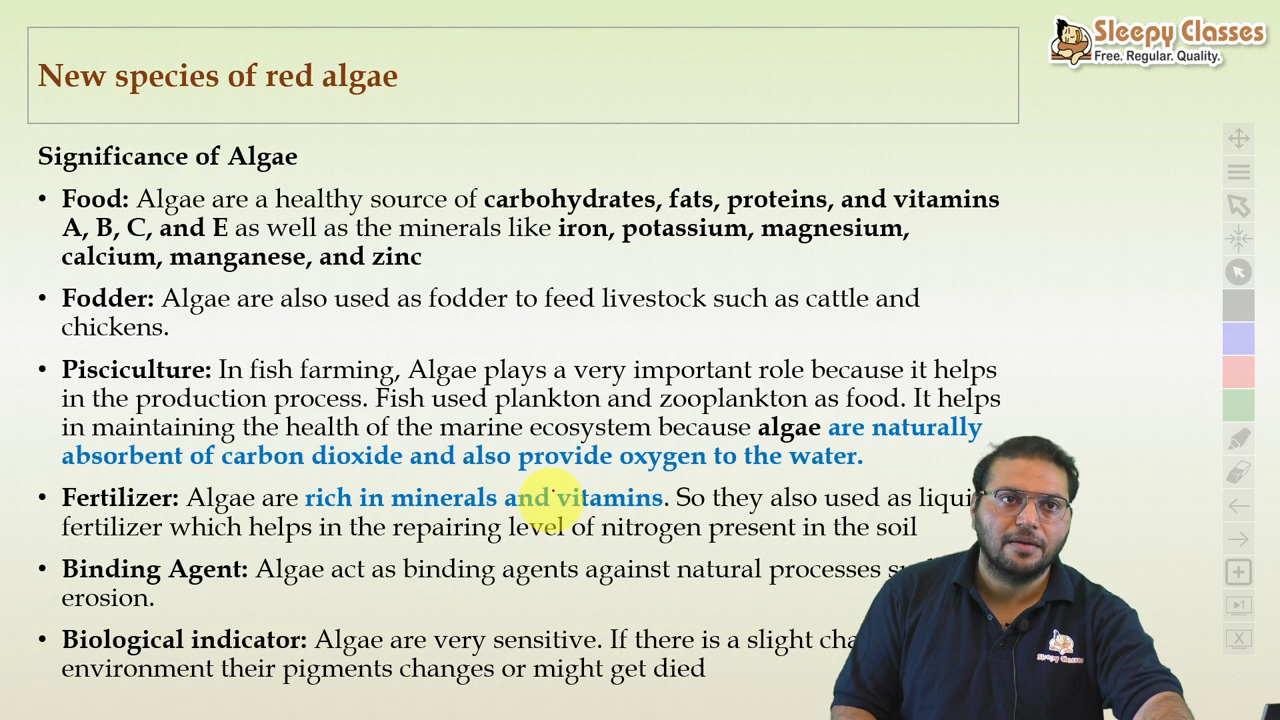 Sleepy Classes
Free. Regular. Quality.
New species of red algae
Significance of Algae
• Food: Algae are a healthy source of carbohydrates, fats, proteins, and vitamins
A, B, C, and E as well as the minerals like iron, potassium, magnesium,
calcium, manganese, and zinc
• Fodder: Algae are also used as fodder to feed livestock such as cattle and
chickens.
• Pisciculture: In fish farming, Algae plays a very important role because it helps
in the production process. Fish used plankton and zooplankton as food. It helps
in maintaining the health of the marine ecosystem because algae are naturally
absorbent of carbon dioxide and also provide oxygen to the water.
• Fertilizer: Algae are rich in minerals and vitamins. So they also used as
fertilizer which helps in the repairing level of nitrogen present in the soil
• Binding Agent: Algae act as binding agents against natural processes
erosion.
• Biological indicator: Algae are very sensitive. If there is a slight
environment their pigments changes or might get died
Sleepy Classes
▶1
X